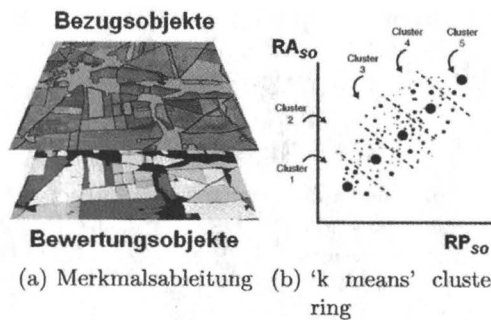 Bezugsobjekte
Bewertungsobjekte
RA SO
Cluster 1
Cluster 2
Cluster 3
Cluster 4
Cluster 5
RP SO
(a) Merkmalsableitung (b) ‘k means’ cluste
ring